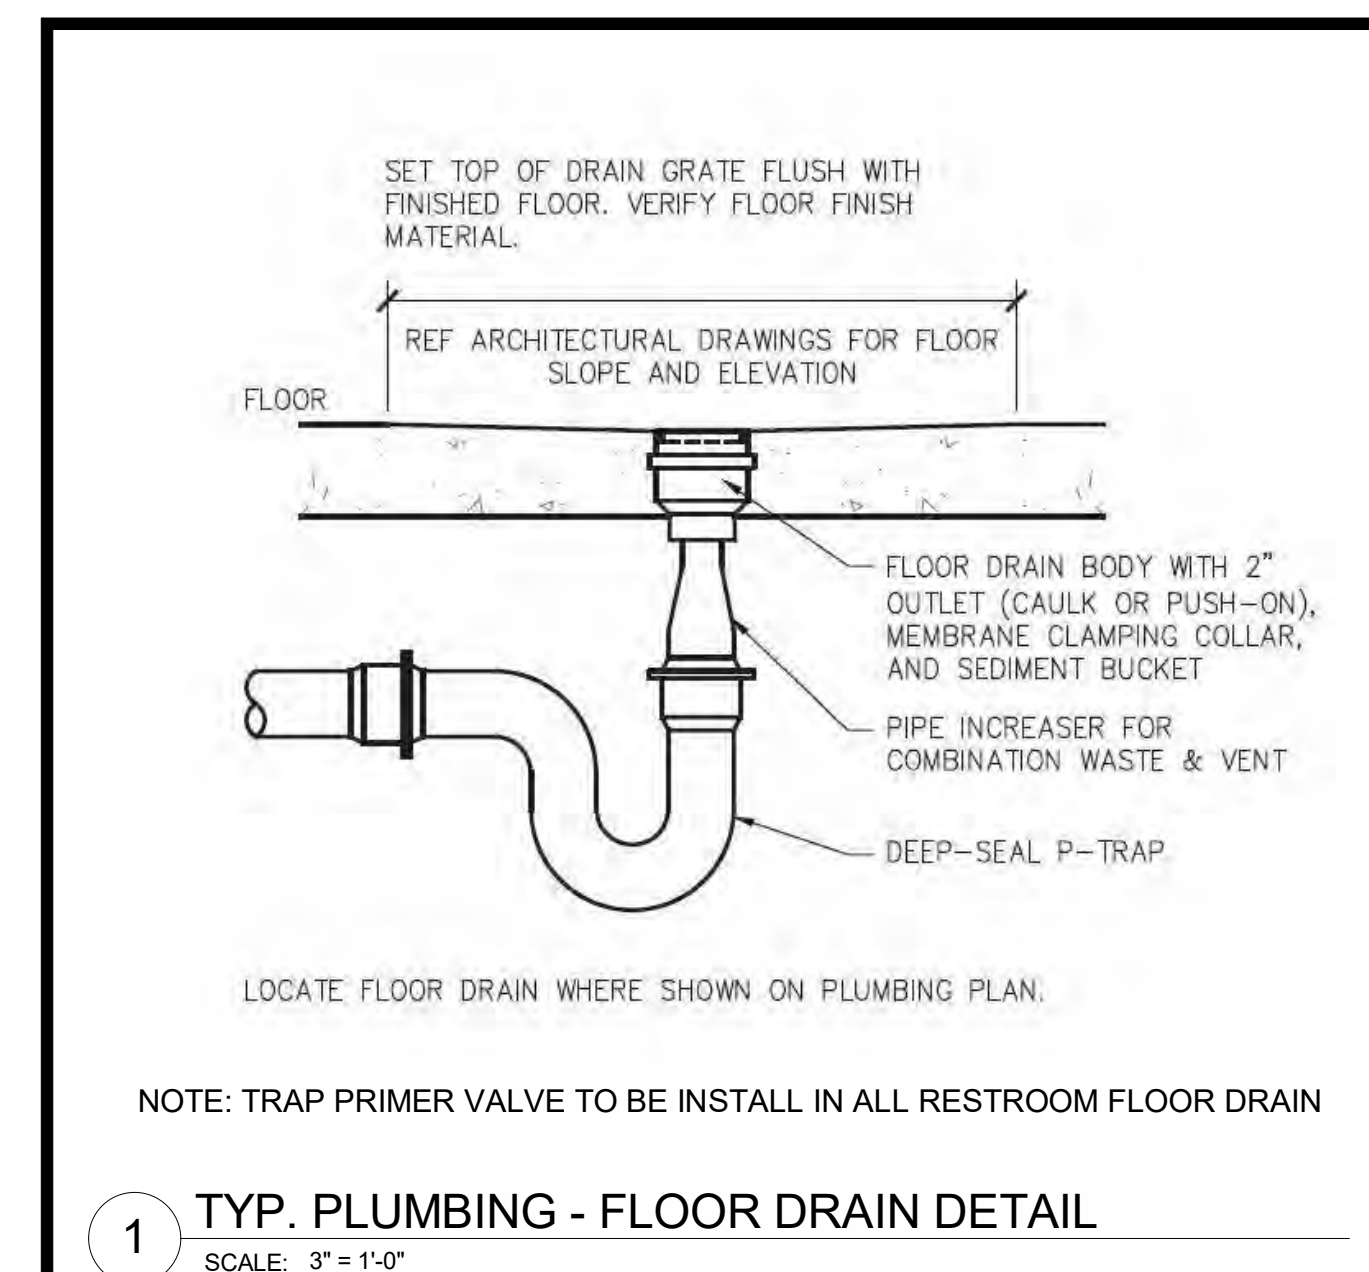 SET TOP OF DRAIN GRATE FLUSH WITH
FINISHED FLOOR. VERIFY FLOOR FINISH
MATERIAL.
REF ARCHITECTURAL DRAWINGS FOR FLOOR
SLOPE AND ELEVATION
FLOOR
FLOOR DRAIN BODY WITH 2"
OUTLET (CAULK OR PUSH-ON),
MEMBRANE CLAMPING COLLAR,
AND SEDIMENT BUCKET
PIPE INCREASER FOR
COMBINATION WASTE & VENT
DEEP-SEAL P-TRAP
LOCATE FLOOR DRAIN WHERE SHOWN ON PLUMBING PLAN.
NOTE: TRAP PRIMER VALVE TO BE INSTALL IN ALL RESTROOM FLOOR DRAIN
1 TYP. PLUMBING - FLOOR DRAIN DETAIL
SCALE: 3" = 1'-0"